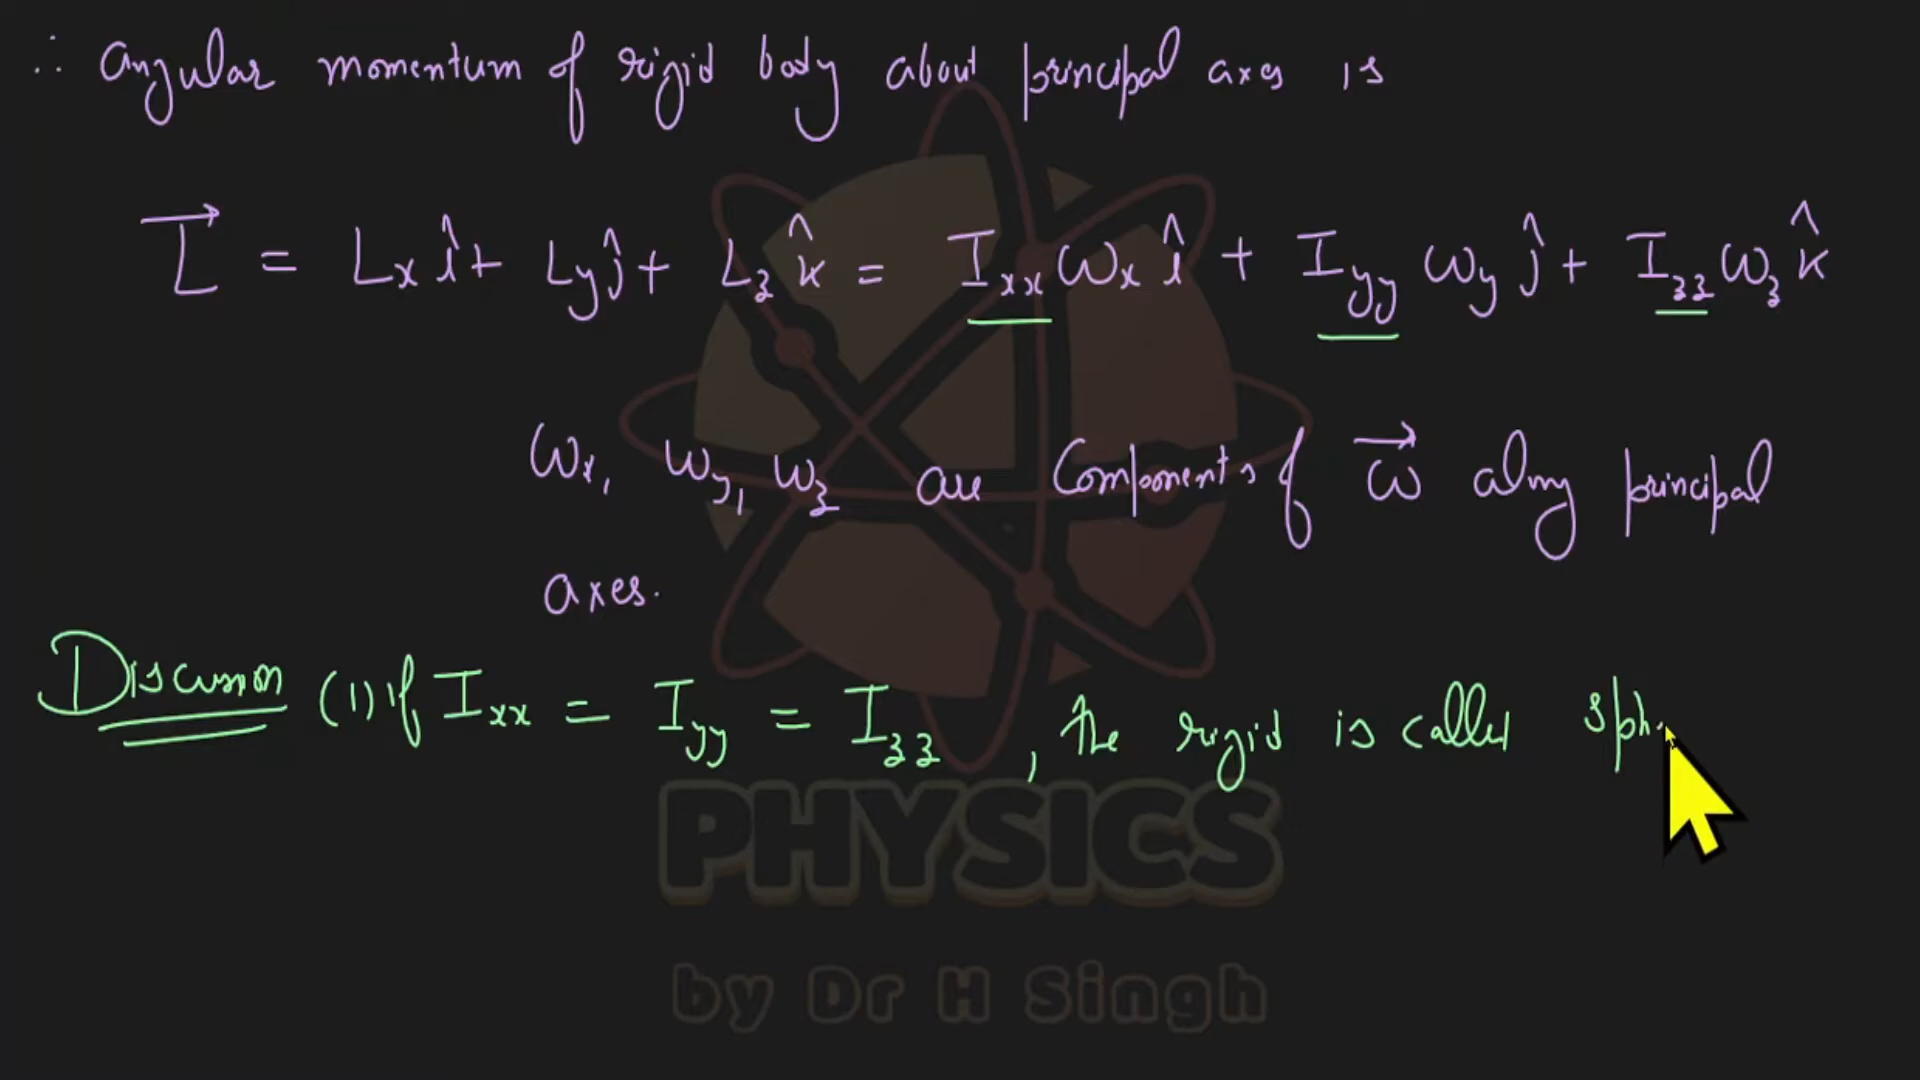 ∴ Angular momentum of rigid body about principal axes is
L⃗ = Lx î + Ly ĵ + Lz k̂ = Ixx ωx î + Iyy ωy ĵ + Izz ωz k̂
ωx, ωy, ωz are Components of ω⃗ along principal
axes.
Discussion (1) if Ixx = Iyy = Izz , the rigid is called sph
PHYSICS
by Dr H Singh